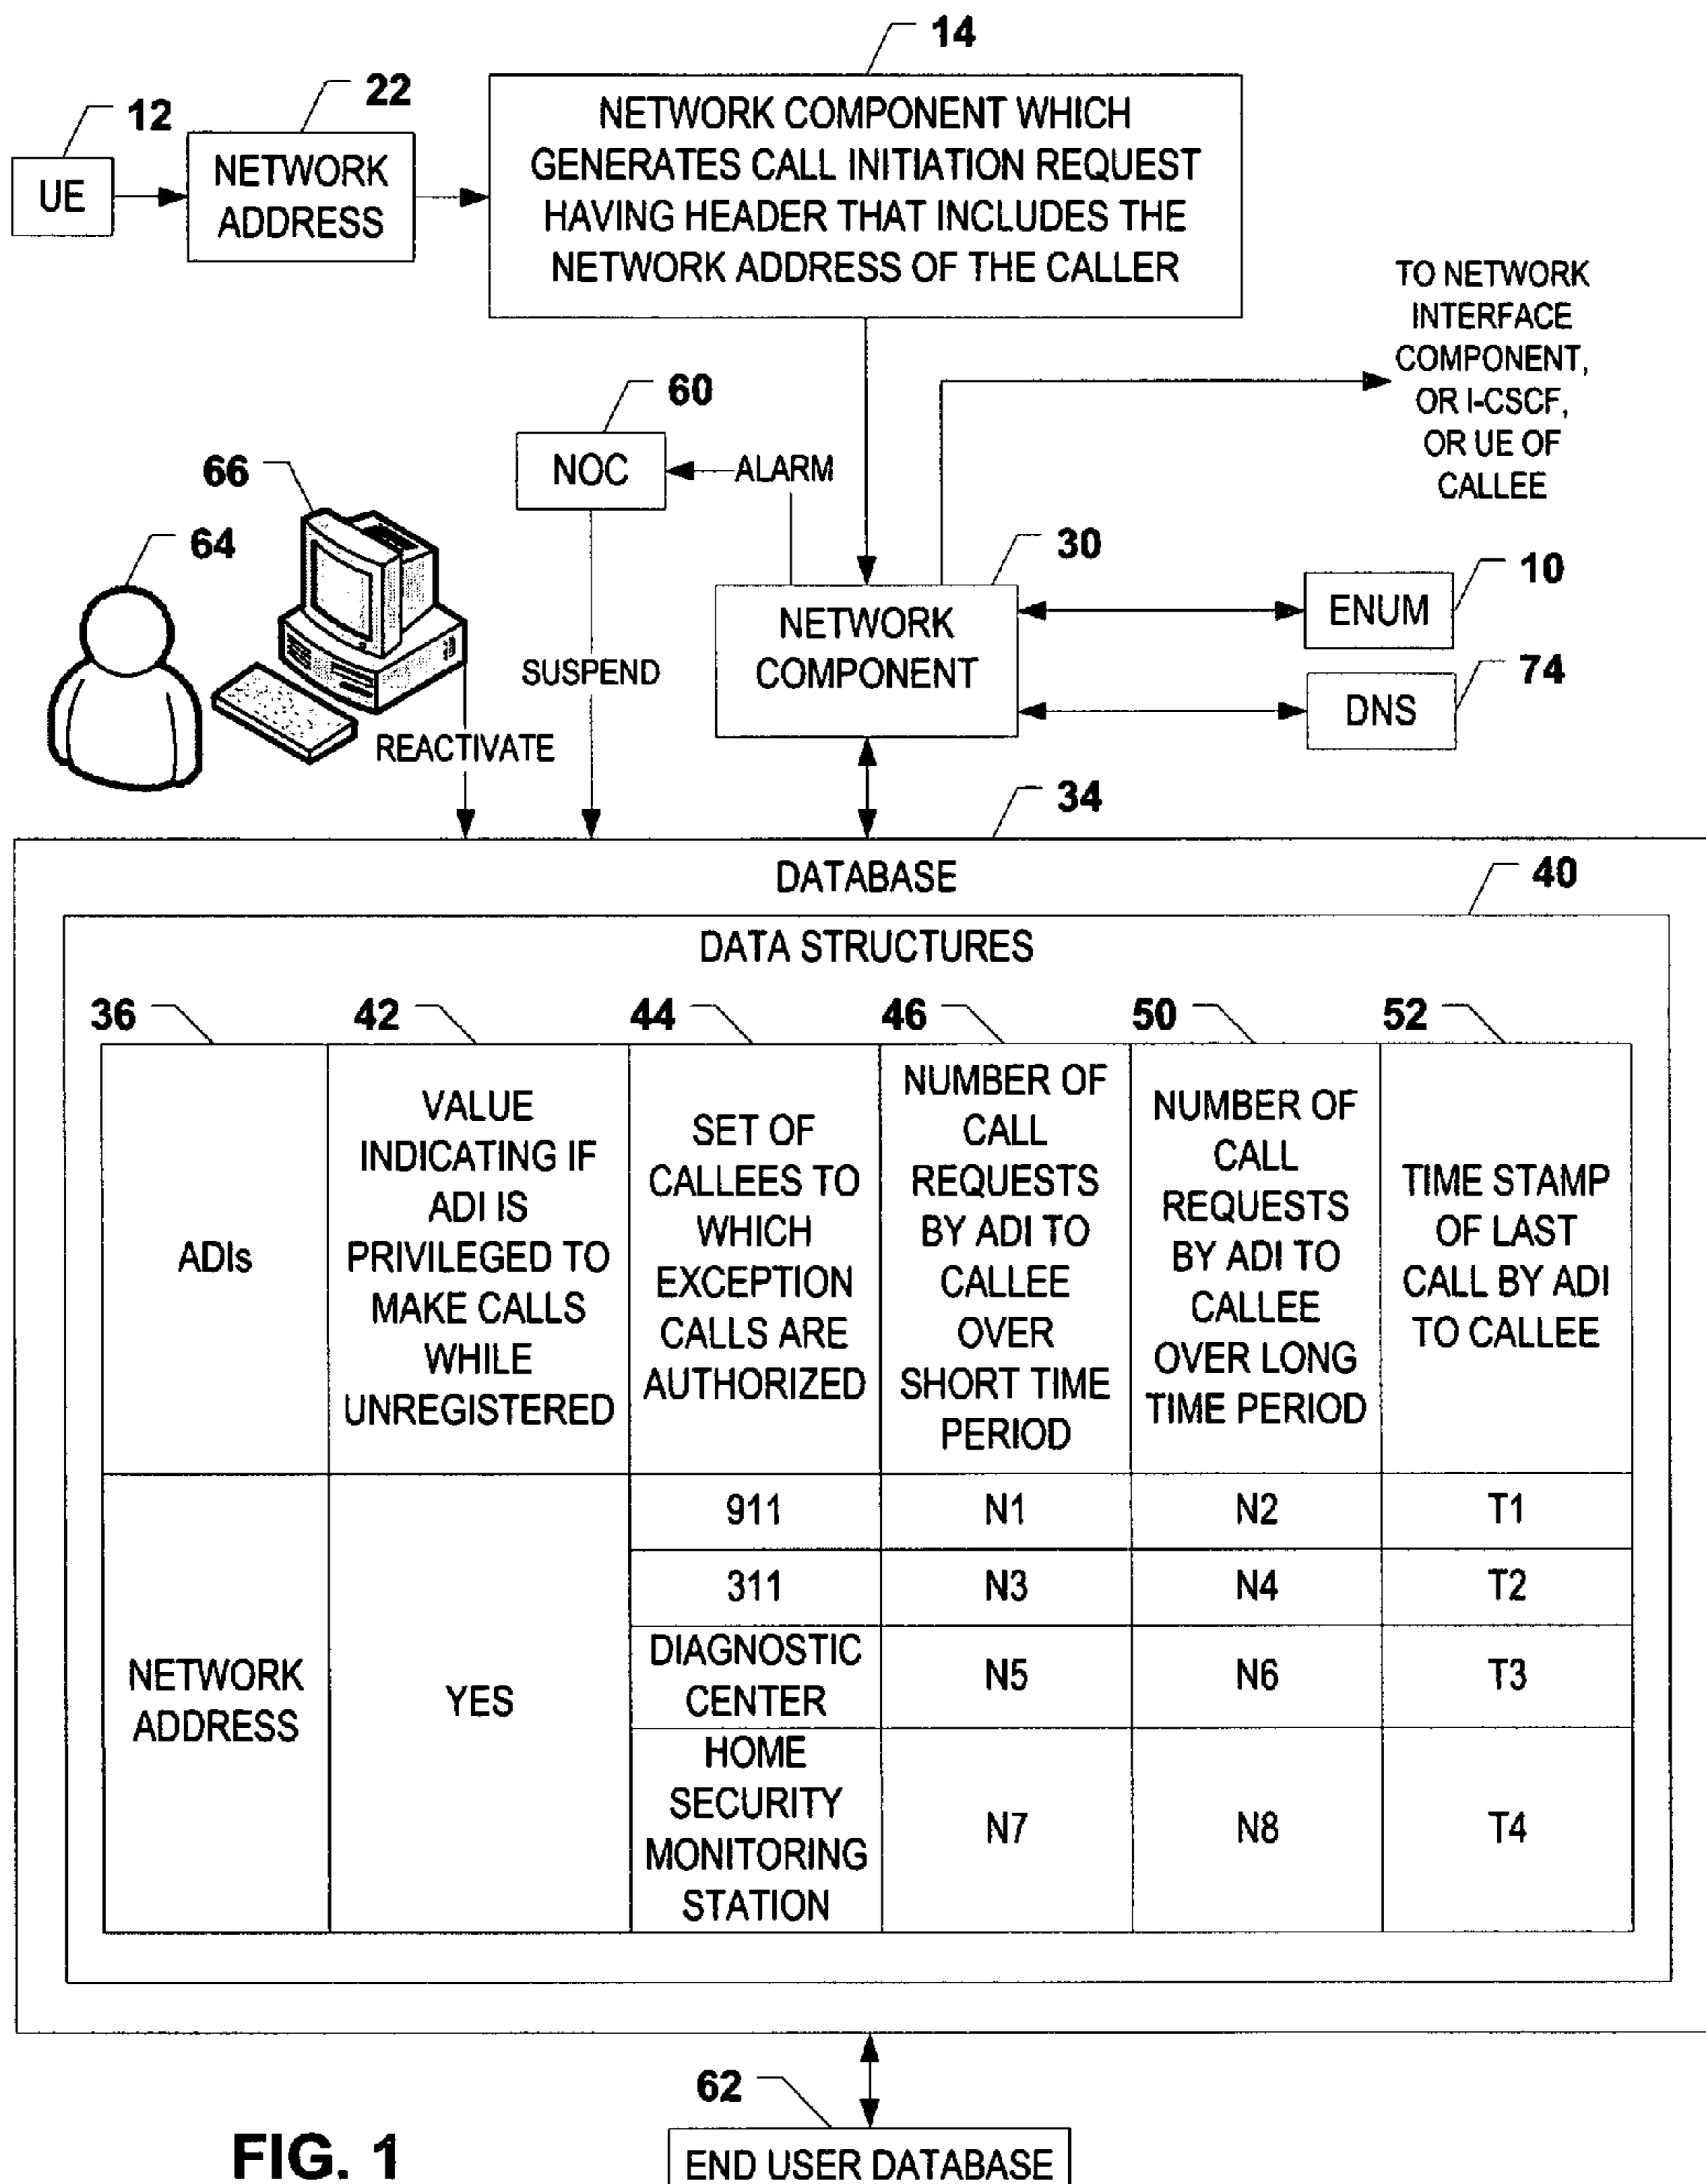 14
22
12
NETWORK COMPONENT WHICH
GENERATES CALL INITIATION REQUEST
HAVING HEADER THAT INCLUDES THE
NETWORK ADDRESS OF THE CALLER
UE
NETWORK
ADDRESS
TO NETWORK
INTERFACE
COMPONENT,
OR I-CSCF,
OR UE OF
CALLEE
60
NOC
ALARM
66
64
30
NETWORK
COMPONENT
10
ENUM
74
DNS
SUSPEND
REACTIVATE
34
DATABASE
40
DATA STRUCTURES
36
42
44
46
50
52
ADIs
VALUE
INDICATING IF
ADI IS
PRIVILEGED TO
MAKE CALLS
WHILE
UNREGISTERED
SET OF
CALLEES TO
WHICH
EXCEPTION
CALLS ARE
AUTHORIZED
NUMBER OF
CALL
REQUESTS
BY ADI TO
CALLEE
OVER
SHORT TIME
PERIOD
NUMBER OF
CALL
REQUESTS
BY ADI TO
CALLEE
OVER LONG
TIME PERIOD
TIME STAMP
OF LAST
CALL BY ADI
TO CALLEE
NETWORK
ADDRESS
YES
911
N1
N2
T1
311
N3
N4
T2
DIAGNOSTIC
CENTER
N5
N6
T3
HOME
SECURITY
MONITORING
STATION
N7
N8
T4
62
END USER DATABASE
FIG. 1